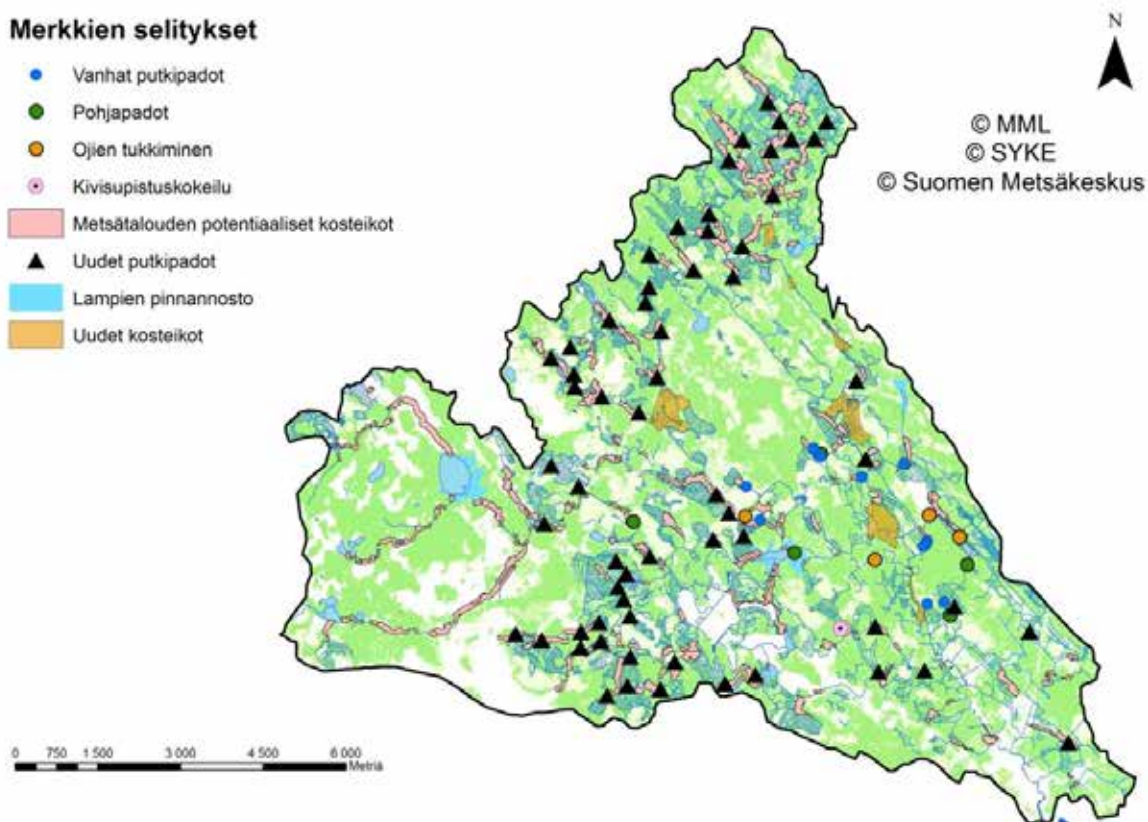 Merkkien selitykset
Vanhat putkipadot
Pohjapadot
Ojien tukkiminen
Kivisupistuskokeilu
Metsätalouden potentiaaliset kosteikot
Uudet putkipadot
Lampien pinnannosto
Uudet kosteikot
N
© MML
© SYKE
© Suomen Metsäkeskus
0 750 1 500 3 000 4 500 6 000
Metriä